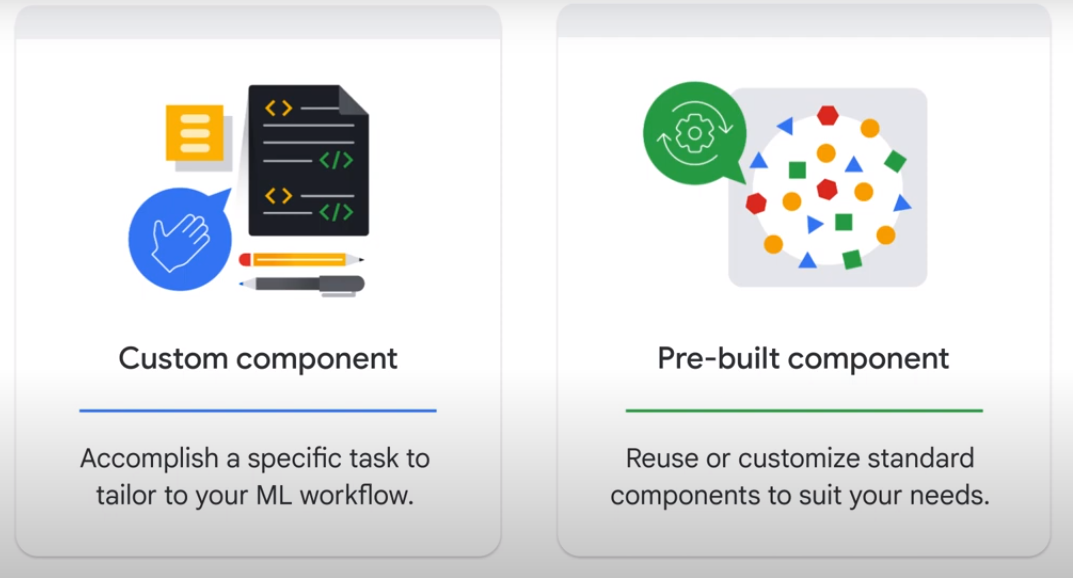 Custom component
Accomplish a specific task to
tailor to your ML workflow.
Pre-built component
Reuse or customize standard
components to suit your needs.